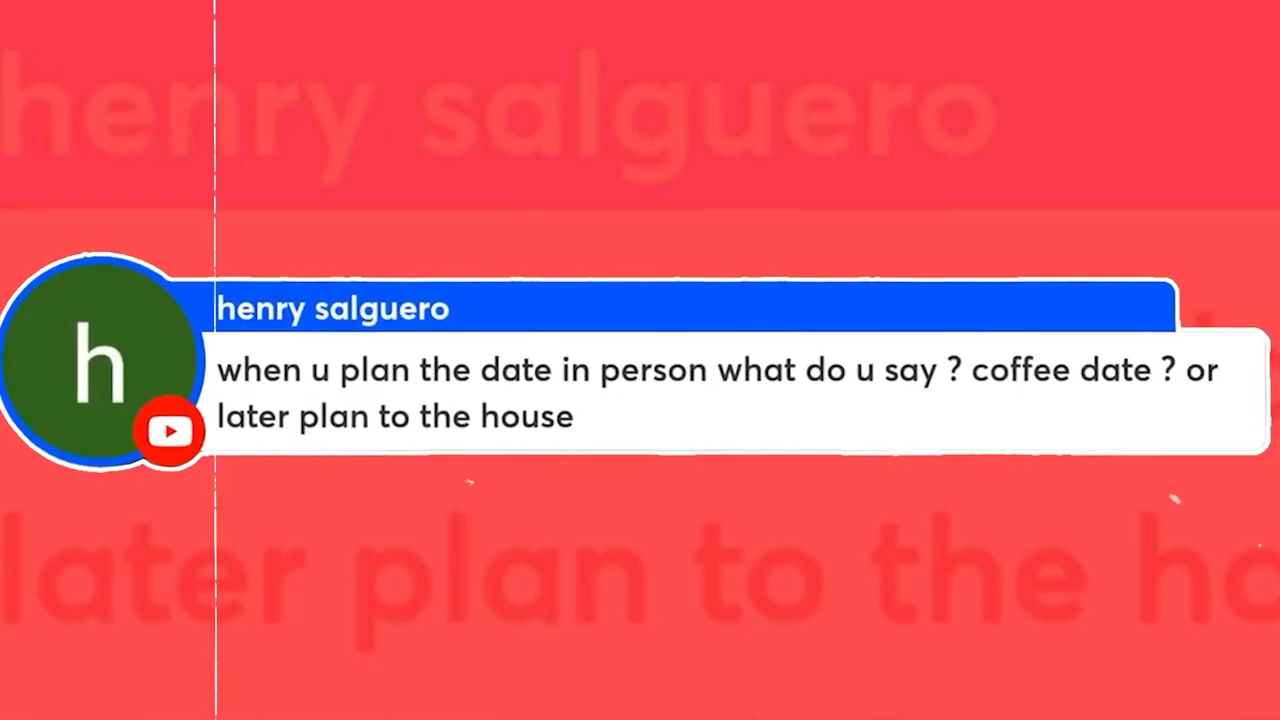 henry salguero
h
henry salguero
when u plan the date in person what do u say ? coffee date ? or
later plan to the house
later plan to the ho